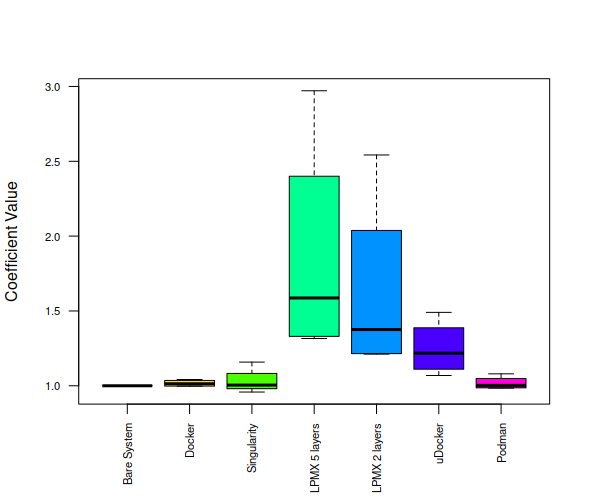 Coefficient Value
3.0
2.5
2.0
1.5
1.0
Bare System
Docker
Singularity
LPMX 5 layers
LPMX 2 layers
uDocker
Podman